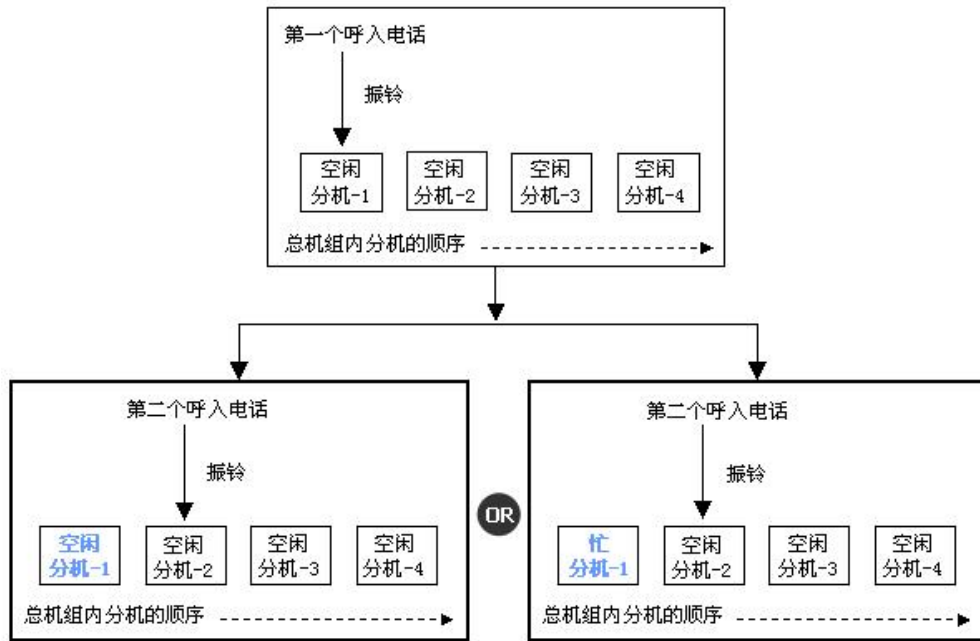 第一个呼入电话
振铃
空闲 空闲 空闲 空闲
分机-1 分机-2 分机-3 分机-4
总机组内分机的顺序
第二个呼入电话
振铃
空闲 空闲 空闲 空闲
分机-1 分机-2 分机-3 分机-4
总机组内分机的顺序
OR
第二个呼入电话
振铃
忙 空闲 空闲 空闲
分机-1 分机-2 分机-3 分机-4
总机组内分机的顺序